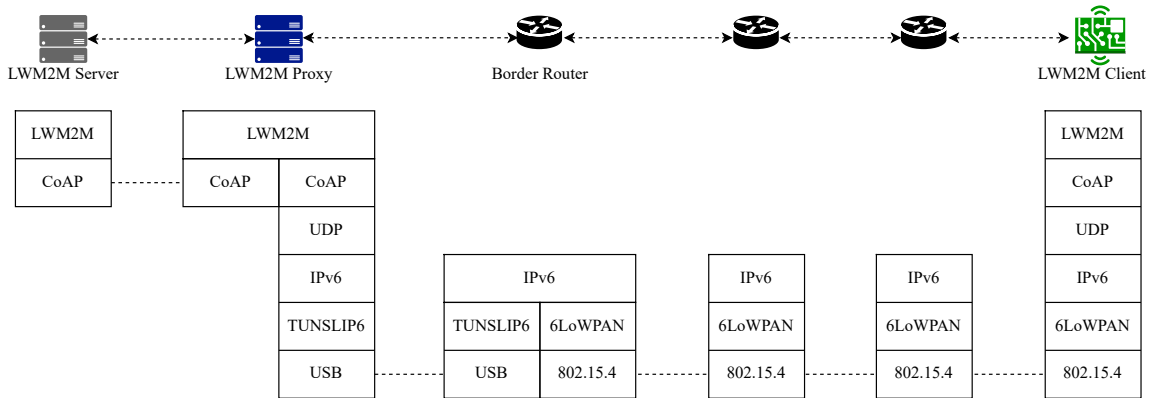 LWM2M Server
LWM2M Proxy
Border Router
LWM2M Client
LWM2M
LWM2M
LWM2M
CoAP
CoAP
CoAP
CoAP
UDP
UDP
IPv6
IPv6
IPv6
IPv6
IPv6
TUNSLIP6
TUNSLIP6
6LoWPAN
6LoWPAN
6LoWPAN
6LoWPAN
USB
USB
802.15.4
802.15.4
802.15.4
802.15.4